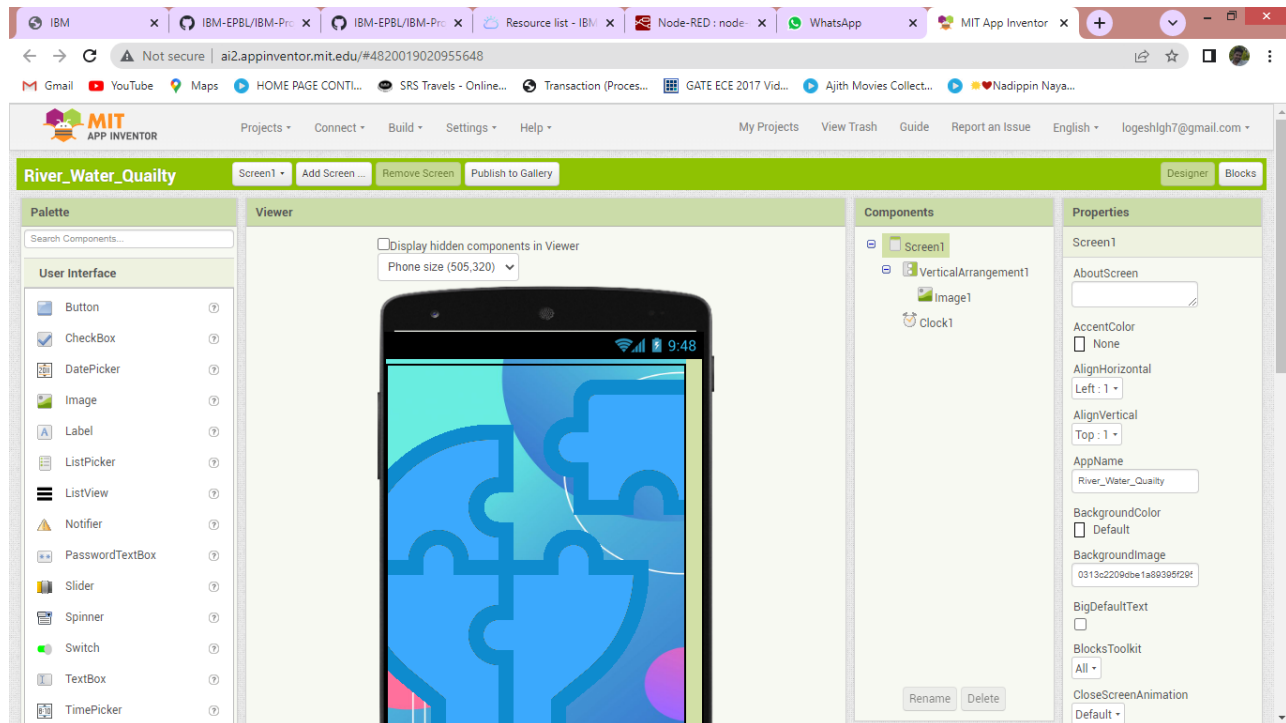 IBM
IBM-EPBL/IBM-Pro
IBM-EPBL/IBM-Pro
Resource list - IBM
Node-RED : node-
WhatsApp
MIT App Inventor
Not secure
ai2.appinventor.mit.edu/#4820019020955648
Gmail
YouTube
Maps
HOME PAGE CONTI...
SRS Travels - Online...
Transaction (Proces...
GATE ECE 2017 Vid...
Ajith Movies Collect...
Nadippin Naya...
MIT
APP INVENTOR
Projects
Connect
Build
Settings
Help
My Projects
View Trash
Guide
Report an Issue
English
logeshlgh7@gmail.com
River_Water_Quailty
Screen1
Add Screen ...
Remove Screen
Publish to Gallery
Designer
Blocks
Palette
Search Components...
User Interface
Button
CheckBox
DatePicker
Image
Label
ListPicker
ListView
Notifier
PasswordTextBox
Slider
Spinner
Switch
TextBox
TimePicker
Viewer
Display hidden components in Viewer
Phone size (505,320)
9:48
Components
Screen1
VerticalArrangement1
Image1
Clock1
Rename
Delete
Properties
Screen1
AboutScreen
AccentColor
None
AlignHorizontal
Left : 1
AlignVertical
Top : 1
AppName
River_Water_Quailty
BackgroundColor
Default
BackgroundImage
0313c2209dbe1a89395f295
BigDefaultText
BlocksToolkit
All
CloseScreenAnimation
Default